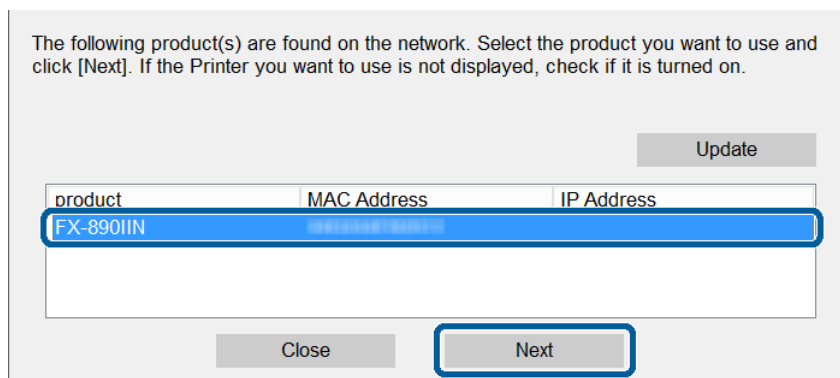 The following product(s) are found on the network. Select the product you want to use and
click [Next]. If the Printer you want to use is not displayed, check if it is turned on.
Update
product MAC Address IP Address
FX-890IIN
Close Next